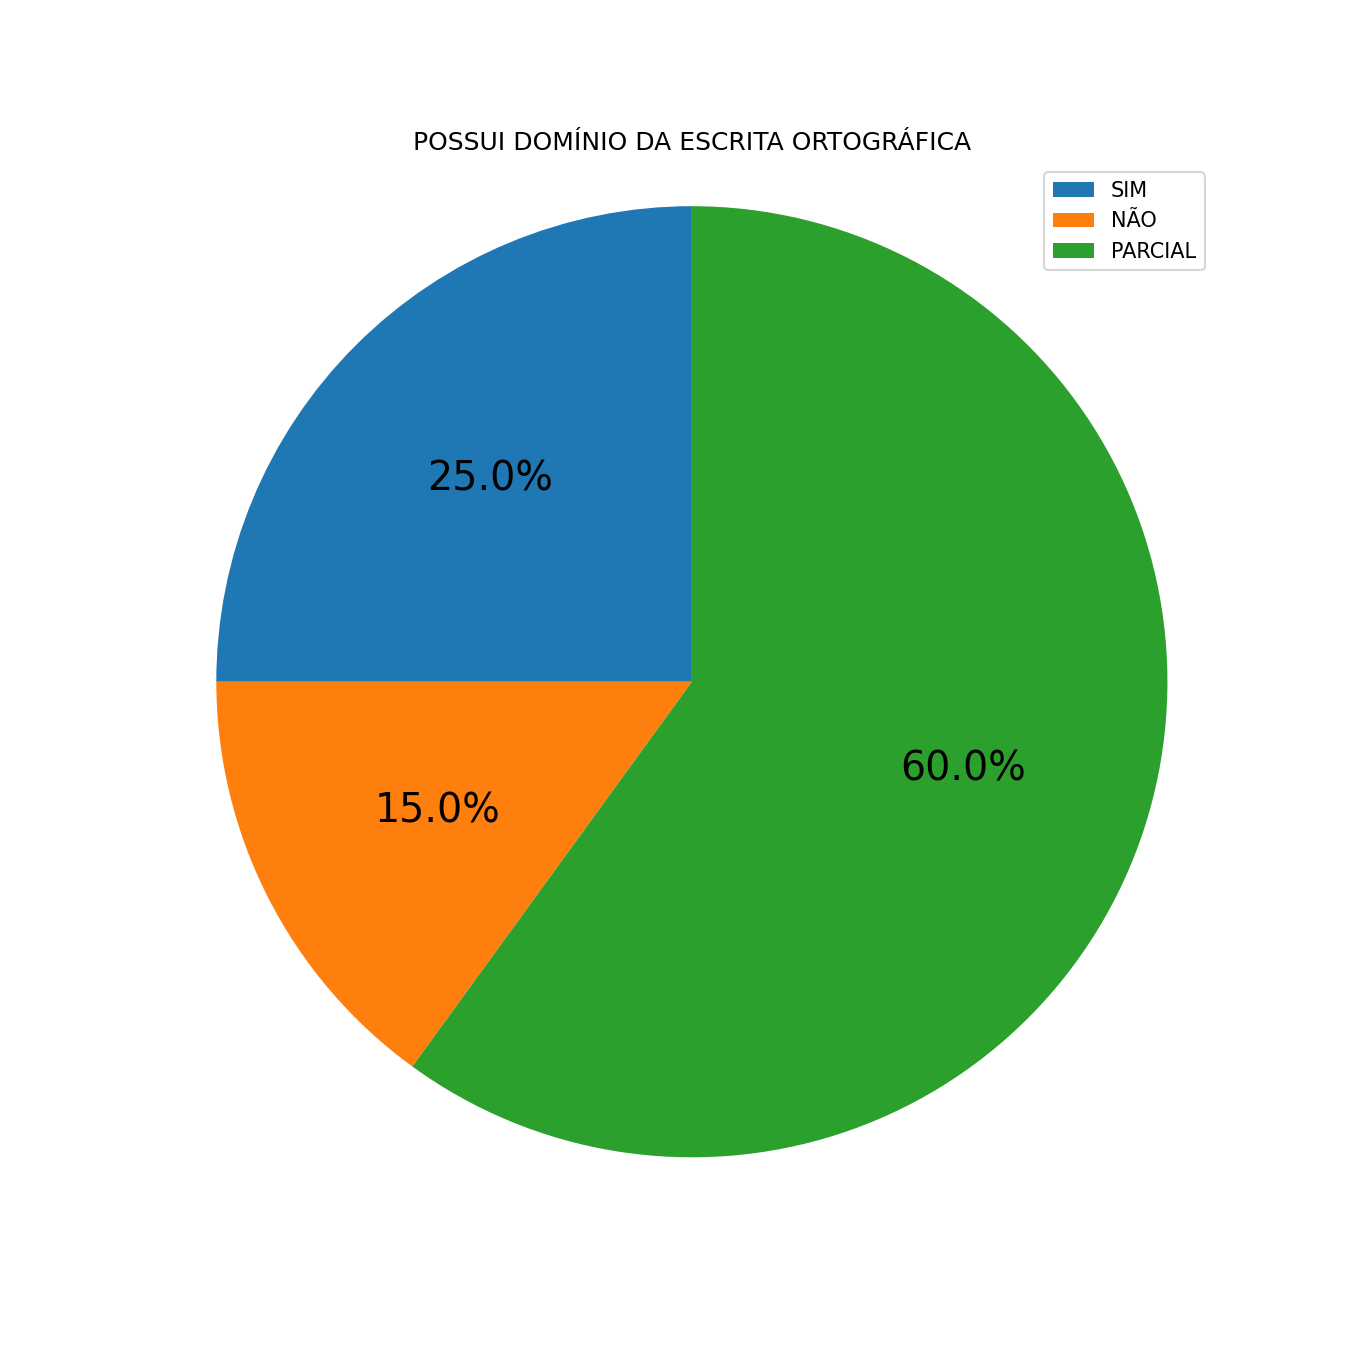 POSSUI DOMÍNIO DA ESCRITA ORTOGRÁFICA
SIM
NÃO
PARCIAL
25.0%
60.0%
15.0%